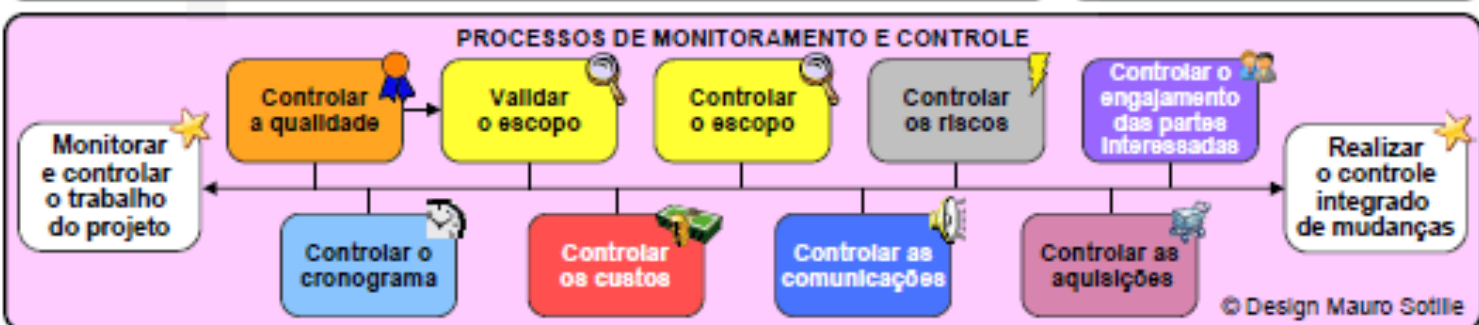 PROCESSOS DE MONITORAMENTO E CONTROLE
Monitorar
e controlar
o trabalho
do projeto
Controlar
a qualidade
Validar
o escopo
Controlar
o escopo
Controlar
os riscos
Controlar o
engajamento
das partes
interessadas
Realizar
o controle
integrado
de mudanças
Controlar o
cronograma
Controlar
os custos
Controlar as
comunicações
Controlar as
aquisições
© Design Mauro Sotille